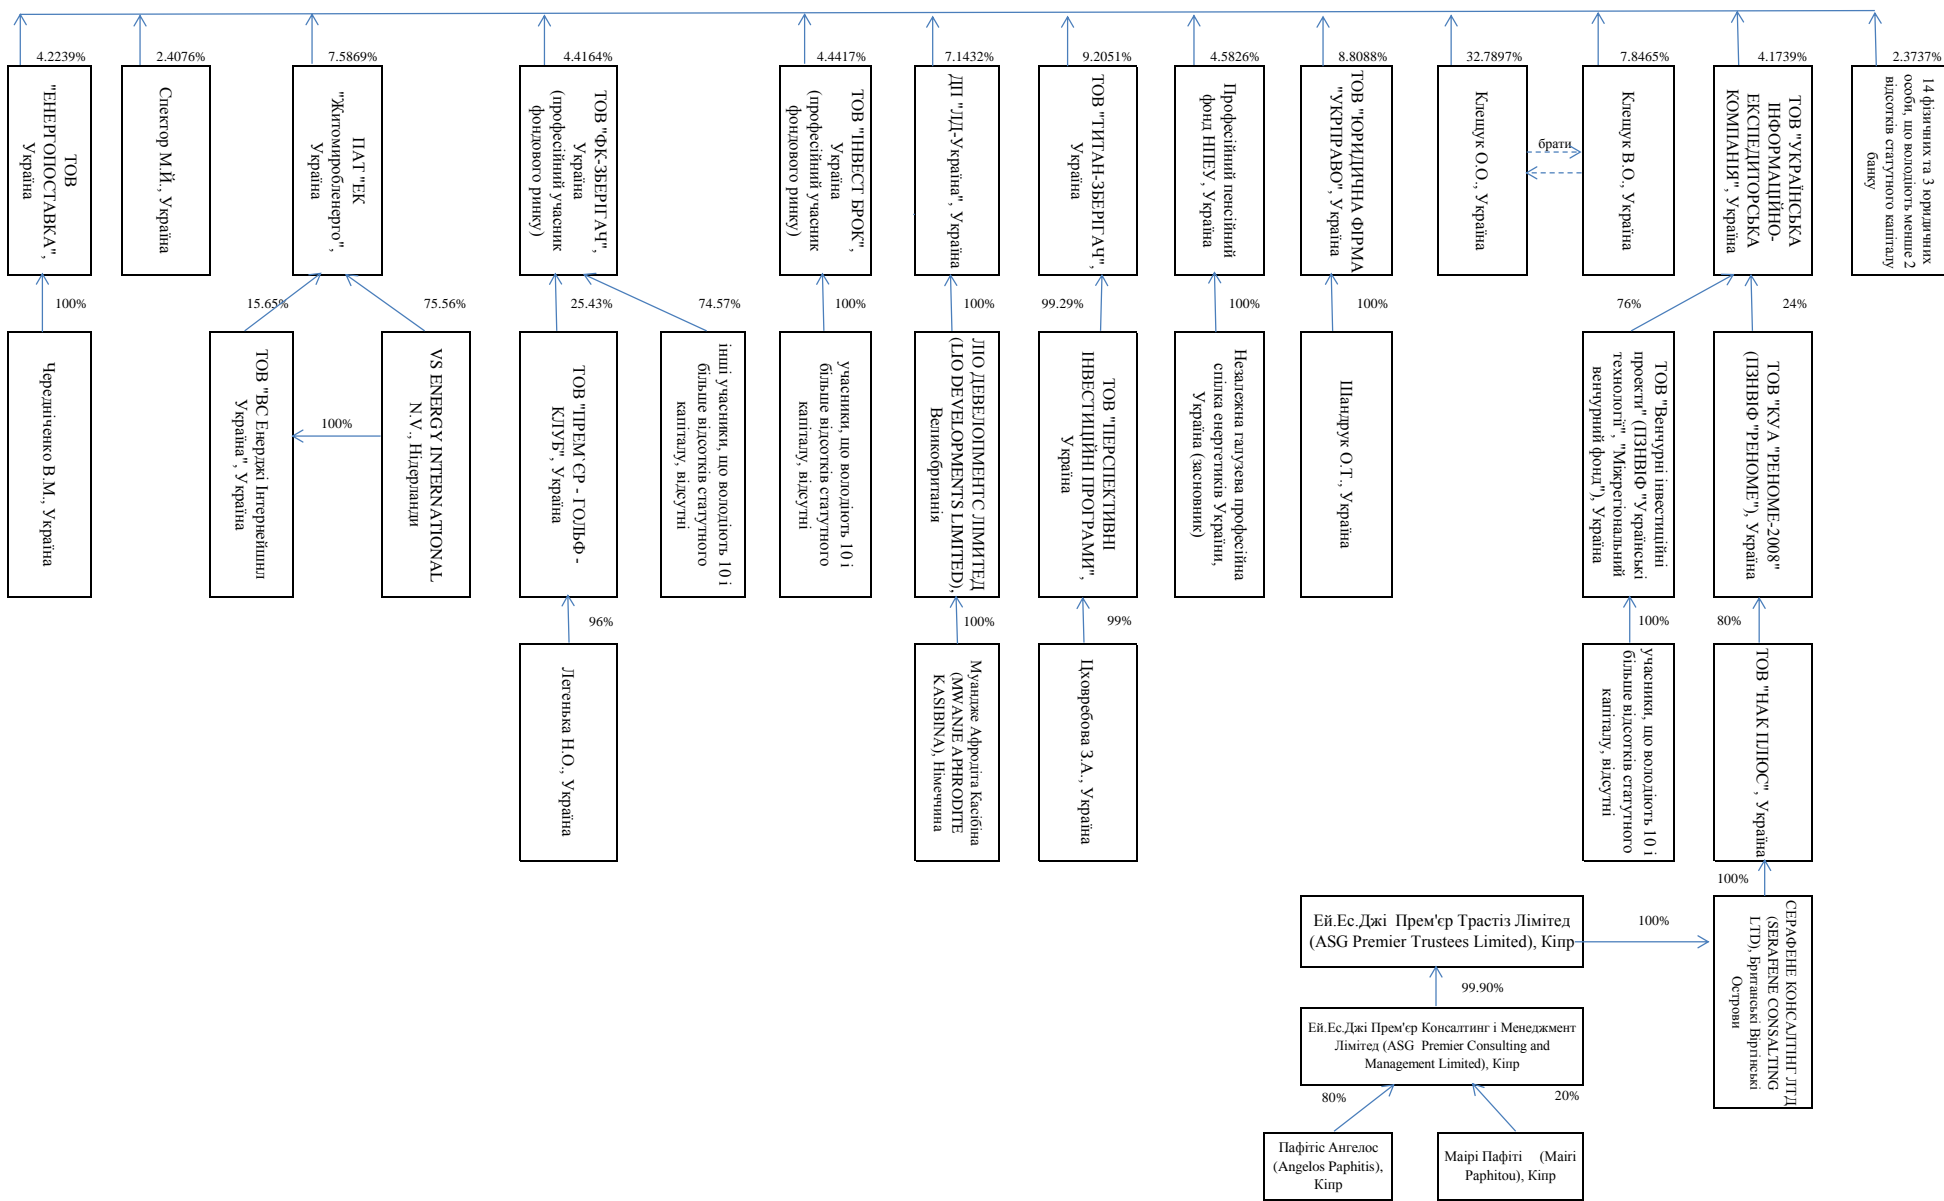 4.2239%
2.4076%
7.5869%
4.4164%
4.4417%
7.1432%
9.2051%
4.5826%
8.8088%
32.7897%
7.8465%
4.1739%
2.3737%
ТОВ
"ЕНЕРГОПОСТАВКА",
Україна
Спектор М.Й., Україна
ПАТ "ЕК
"Житомиробленерго",
Україна
ТОВ "ФК-ЗБЕРІГАЧ",
Україна
(професійний учасник
фондового ринку)
ТОВ "ІНВЕСТ БРОК",
Україна
(професійний учасник
фондового ринку)
ДП "ЛД-Україна", Україна
ТОВ "ТИТАН-ЗБЕРІГАЧ",
Україна
Професійний пенсійний
фонд НПЕУ, Україна
ТОВ "ЮРИДИЧНА ФІРМА
"УКРПРАВО", Україна
Клещук О.О., Україна
брати
Клещук В.О., Україна
ТОВ "УКРАЇНСЬКА
ІНФОРМАЦІЙНО-
ЕКСПЕДИТОРСЬКА
КОМПАНІЯ", Україна
14 фізичних та 3 юридичних
особи, що володіють менше 2
відсотків статутного капіталу
банку
100%
15.65%
75.56%
25.43%
74.57%
100%
100%
99.29%
100%
100%
76%
24%
Чередніченко В.М., Україна
ТОВ "ВС Енерджі Інтернейшнл
Україна", Україна
100%
VS ENERGY INTERNATIONAL
N.V., Нідерланди
ТОВ "ПРЕМ'ЄР - ГОЛЬФ -
КЛУБ", Україна
інші учасники, що володіють 10 і
більше відсотків статутного
капіталу, відсутні
учасники, що володіють 10 і
більше відсотків статутного
капіталу, відсутні
ЛІО ДЕВЕЛОПМЕНТС ЛІМИТЕД
(LIO DEVELOPMENTS LIMITED),
Великобританія
ТОВ "ПЕРСПЕКТИВНІ
ІНВЕСТИЦІЙНІ ПРОГРАМИ",
Україна
Незалежна галузева професійна
спілка енергетиків України,
Україна (засновник)
Шандрук О.Т., Україна
ТОВ "Венчурні інвестиційні
проекти" (ПЗНВІФ "Українські
технології", "Міжрегіональний
венчурний фонд"), Україна
ТОВ "КУА "РЕНОМЕ-2008"
(ПЗНВІФ "РЕНОМЕ"), Україна
96%
100%
99%
100%
80%
Легенька Н.О., Україна
Муандже Афродіта Касібіна
(MWANJE APHRODITE
KASIBINA), Німеччина
Цховребова З.А., Україна
учасники, що володіють 10 і
більше відсотків статутного
капіталу, відсутні
ТОВ "НАК ПЛЮС", Україна
100%
Ей.Ес.Джі Прем'єр Трастіз Лімітед
(ASG Premier Trustees Limited), Кіпр
100%
СЕРАФЕНЕ КОНСАЛТІНГ ЛТД
(SERAFENE CONSALTING
LTD), Британські Віргінські
Острови
99.90%
Ей.Ес.Джі Прем'єр Консалтинг і Менеджмент
Лімітед (ASG Premier Consulting and
Management Limited), Кіпр
80%
20%
Пафітіс Ангелос
(Angelos Paphitis),
Кіпр
Маірі Пафіті (Mairi
Paphitou), Кіпр